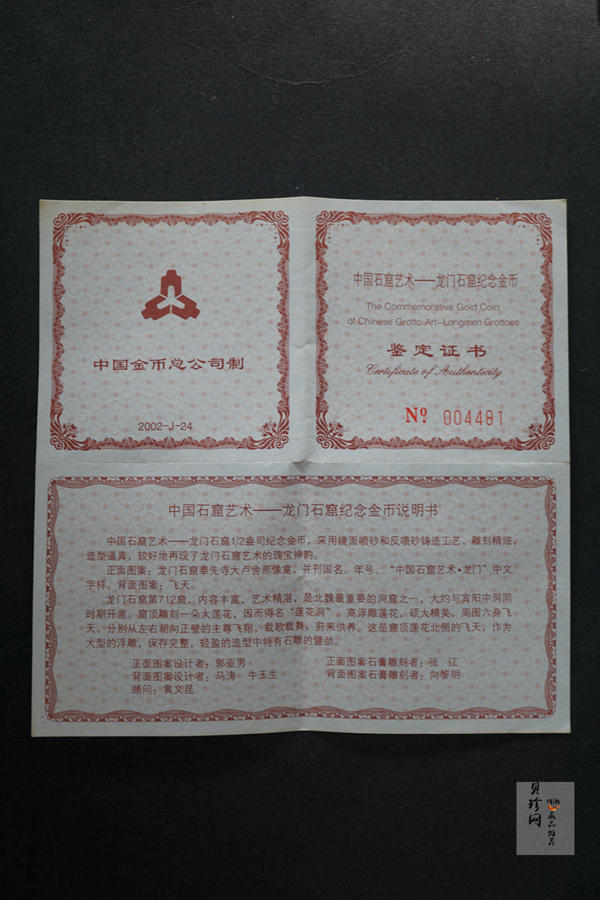 中国金币总公司制
2002-J-24
中国石窟艺术——龙门石窟纪念金币
The Commemorative Gold Coin
of Chinese Grotto Art-Longmen Grottoes
鉴定证书
Certificate of Authenticity
Nº 004481
中国石窟艺术——龙门石窟纪念金币说明书
中国石窟艺术——龙门石窟1/2盎司纪念金币，采用镜面喷砂和反喷砂铸造工艺，雕刻精细，
造型逼真，较好地再现了龙门石窟艺术的瑰宝神韵。
正面图案：龙门石窟奉先寺大卢舍那像龛，并刊国名、年号、“中国石窟艺术·龙门”中文
字样。背面图案：飞天。
龙门石窟第712窟，内容丰富，艺术精湛，是北魏最重要的洞窟之一，大约与宾阳中洞同
时期开凿。窟顶雕刻一朵大莲花，因而得名“莲花洞”。高浮雕莲花，硕大精美，周围六身飞
天，分别从左右朝向正壁的主尊飞翔，载歌载舞，前来供养。这是窟顶莲花北侧的飞天，作为
大型的浮雕，保存完整，轻盈的造型中特有石雕的健劲。
正面图案设计者：郭亚男 正面图案石膏雕刻者：张 江
背面图案设计者：马涛 牛玉生 背面图案石膏雕刻者：向黎明
顾问：黄文昆
贝珍网
藏品推荐